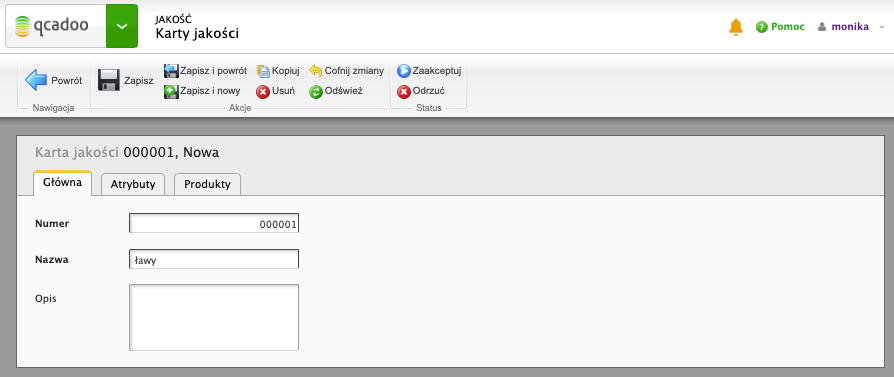 qcadoo
JAKOŚĆ
Karty jakości
Pomoc
monika
Powrót
Zapisz
Zapisz i powrót
Kopiuj
Cofnij zmiany
Zaakceptuj
Zapisz i nowy
Usuń
Odśwież
Odrzuć
Nawigacja
Akcje
Status
Karta jakości 000001, Nowa
Główna
Atrybuty
Produkty
Numer
000001
Nazwa
ławy
Opis